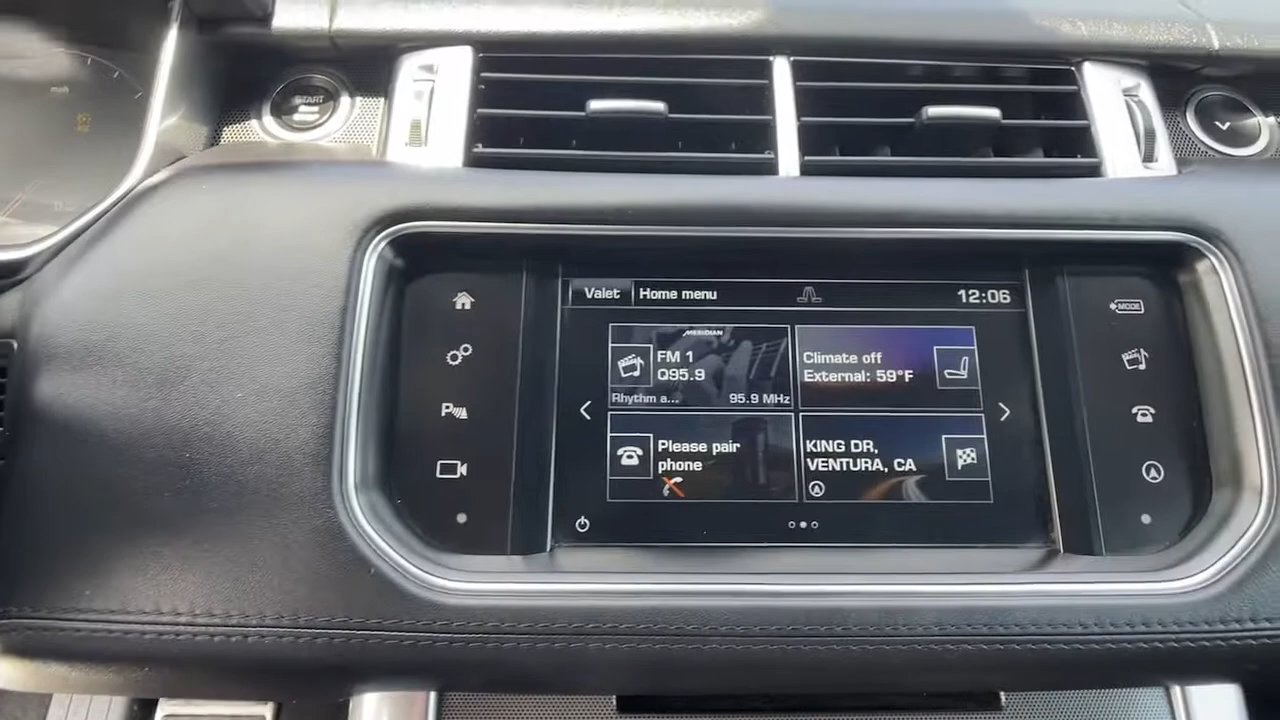 mph
START
Valet
Home menu
12:06
MERIDIAN
FM 1
Q95.9
Rhythm a...
95.9 MHz
Climate off
External: 59°F
Please pair
phone
KING DR,
VENTURA, CA
P
MODE